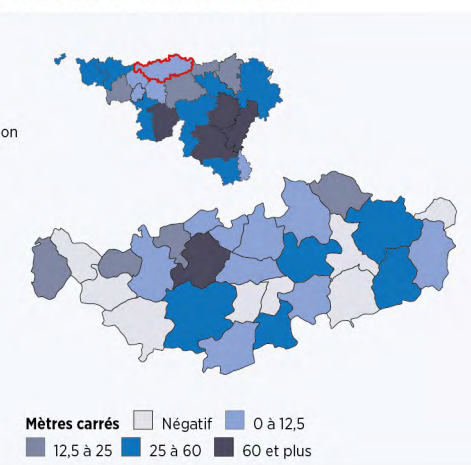 on
Mètres carrés Négatif 0 à 12,5
12,5 à 25 25 à 60 60 et plus